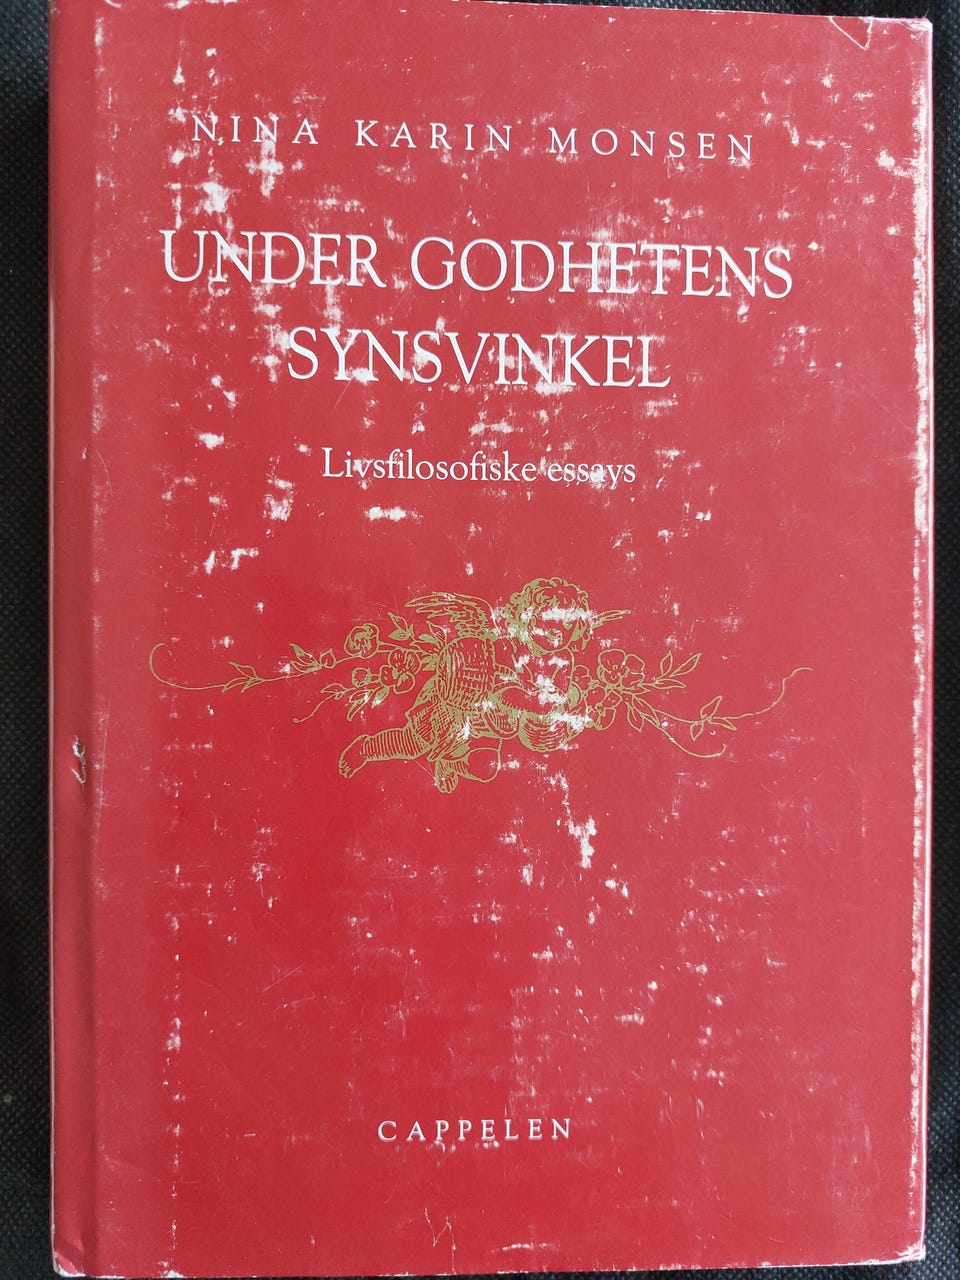 NINA KARIN MONSEN
UNDER GODHETENS
SYNSVINKEL
Livsfilosofiske essays
CAPPELEN